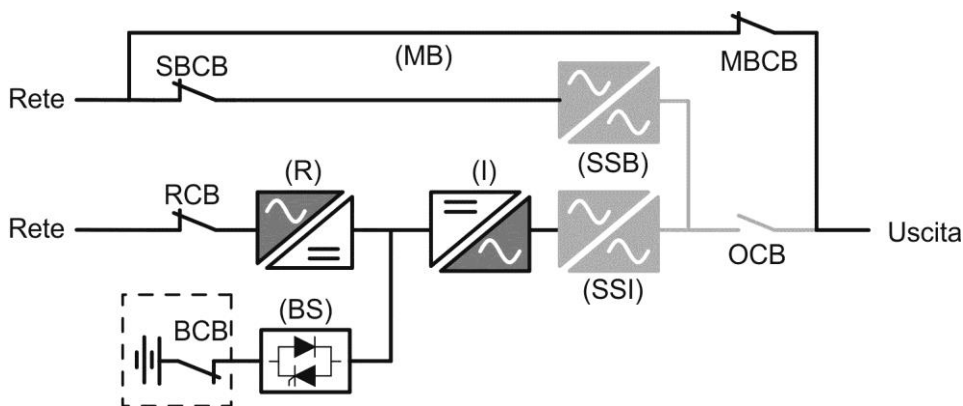 (MB)
MBCB
SBCB
Rete
(SSB)
(R)
(I)
RCB
Rete
Uscita
OCB
(SSI)
(BS)
BCB